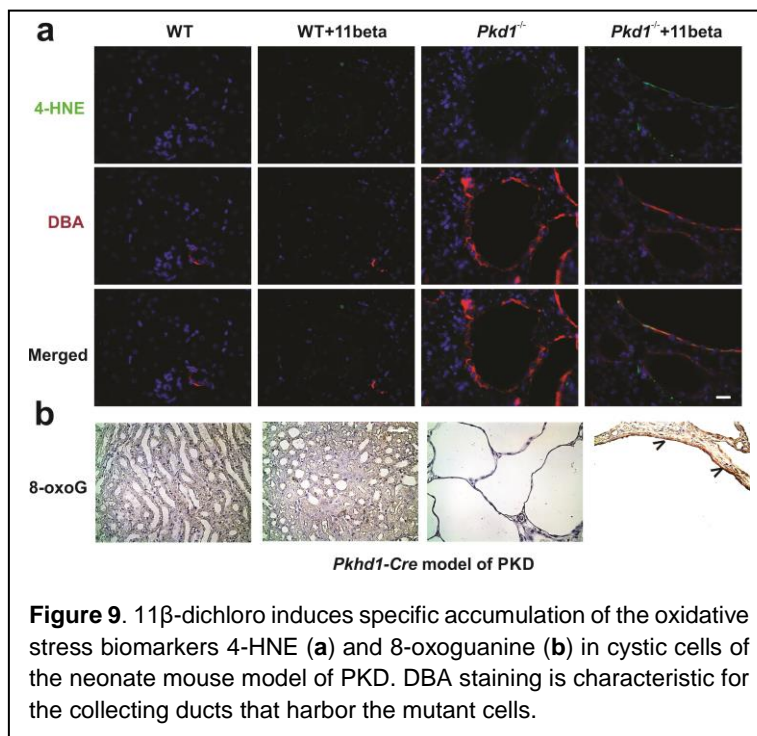 a
WT WT+11beta Pkd1-/- Pkd1-/-+11beta
4-HNE
DBA
Merged
b
8-oxoG
Pkhd1-Cre model of PKD
Figure 9. 11β-dichloro induces specific accumulation of the oxidative
stress biomarkers 4-HNE (a) and 8-oxoguanine (b) in cystic cells of
the neonate mouse model of PKD. DBA staining is characteristic for
the collecting ducts that harbor the mutant cells.